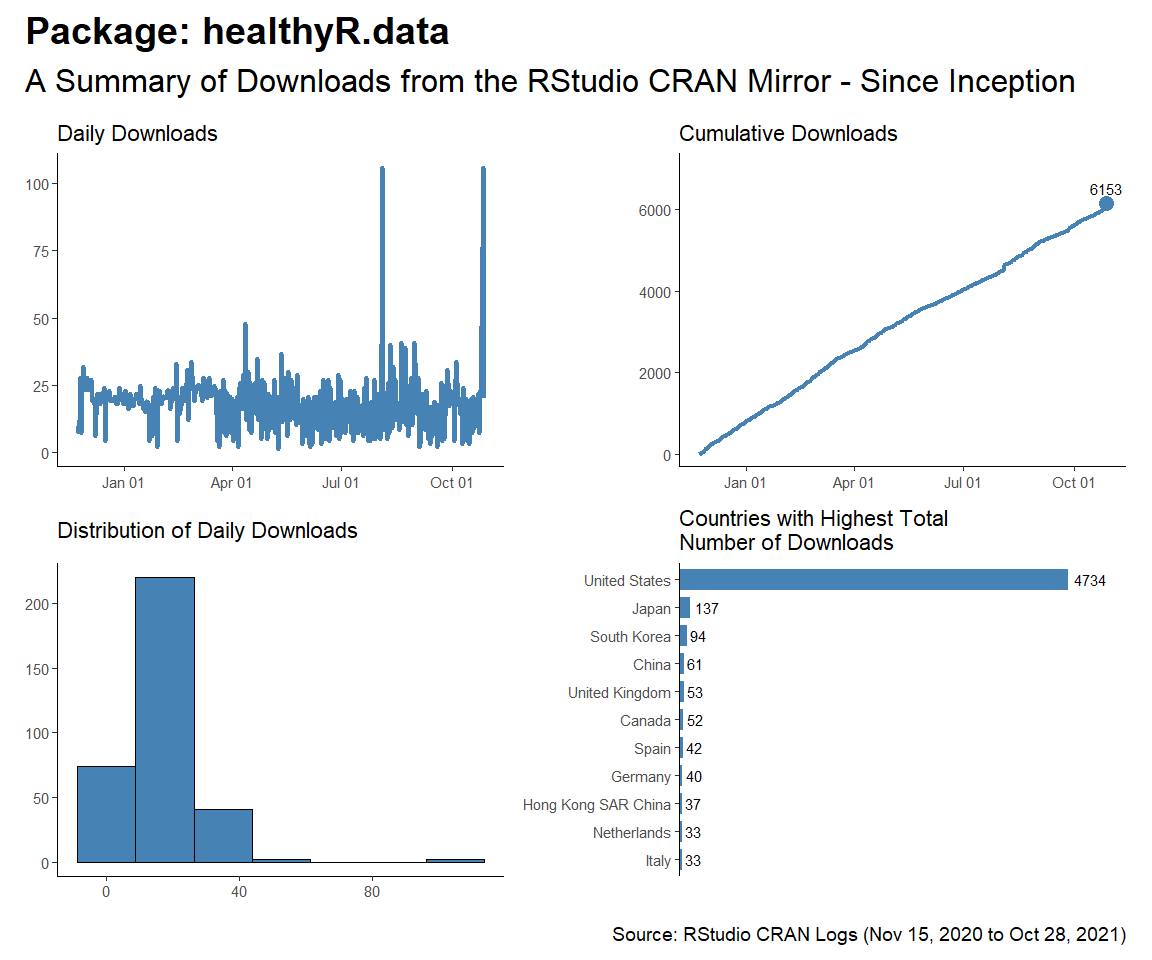 Package: healthyR.data
A Summary of Downloads from the RStudio CRAN Mirror - Since Inception
Daily Downloads
100
75
50
25
0
Jan 01 Apr 01 Jul 01 Oct 01
Cumulative Downloads
6153
6000
4000
2000
0
Jan 01 Apr 01 Jul 01 Oct 01
Distribution of Daily Downloads
200
150
100
50
0
0 40 80
Countries with Highest Total
Number of Downloads
United States 4734
Japan 137
South Korea 94
China 61
United Kingdom 53
Canada 52
Spain 42
Germany 40
Hong Kong SAR China 37
Netherlands 33
Italy 33
Source: RStudio CRAN Logs (Nov 15, 2020 to Oct 28, 2021)